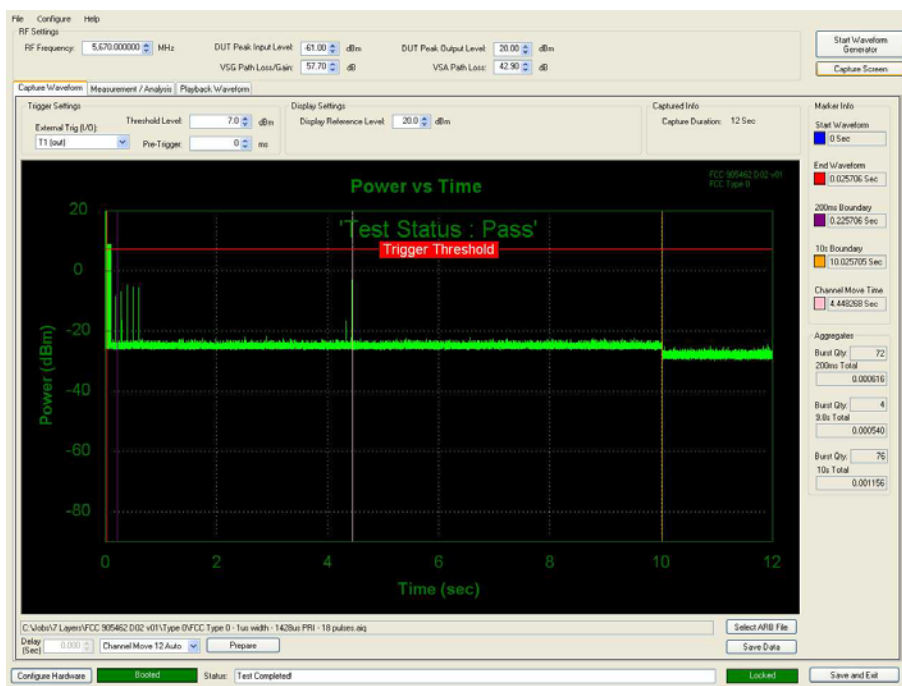 File Configure Help
RF Settings
RF Frequency: 5,670.000000 MHz DUT Peak Input Level: -61.00 dBm DUT Peak Output Level: 20.00 dBm
VSG Path Loss/Gain: 57.70 dB VSA Path Loss: 42.90 dB
Start Waveform Generator
Capture Screen
Capture Waveform Measurement / Analysis Playback Waveform
Trigger Settings
External Trig (I/O):
T1 (out)
Threshold Level: 7.0 dBm
Pre-Trigger: 0 ms
Display Settings
Display Reference Level: 20.0 dBm
Captured Info
Capture Duration: 12 Sec
Marker Info
Start Waveform
0 Sec
End Waveform
0.025706 Sec
200ms Boundary
0.225706 Sec
10s Boundary
10.025705 Sec
Channel Move Time
4.448268 Sec
Aggregates
Burst Qty: 72
200ms Total
0.000616
Burst Qty: 4
9.8s Total
0.000540
Burst Qty: 76
10s Total
0.001156
FCC 905462 D02 v01
FCC Type 0
Power vs Time
'Test Status : Pass'
Trigger Threshold
20
0
-20
-40
-60
-80
Power (dBm)
0 2 4 6 8 10 12
Time (sec)
C:\Jobs\7 Layers\FCC 905462 D02 v01\Type 0\FCC Type 0 - 1us width - 1428us PRI - 18 pulses.aiq
Select ARB File
Delay (Sec) 0.000 Channel Move 12 Auto Prepare
Save Data
Configure Hardware Booted Status: Test Completed! Locked Save and Exit